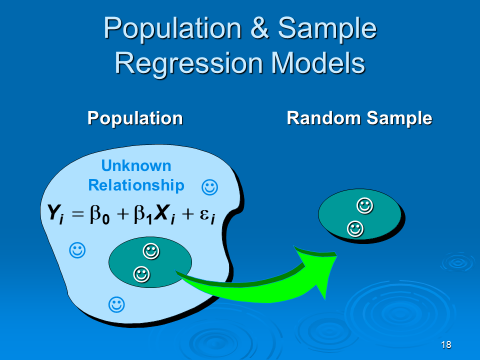 Population & Sample
Regression Models
Population
Random Sample
Unknown
Relationship
Yᵢ = β₀ + β₁Xᵢ + εᵢ
18